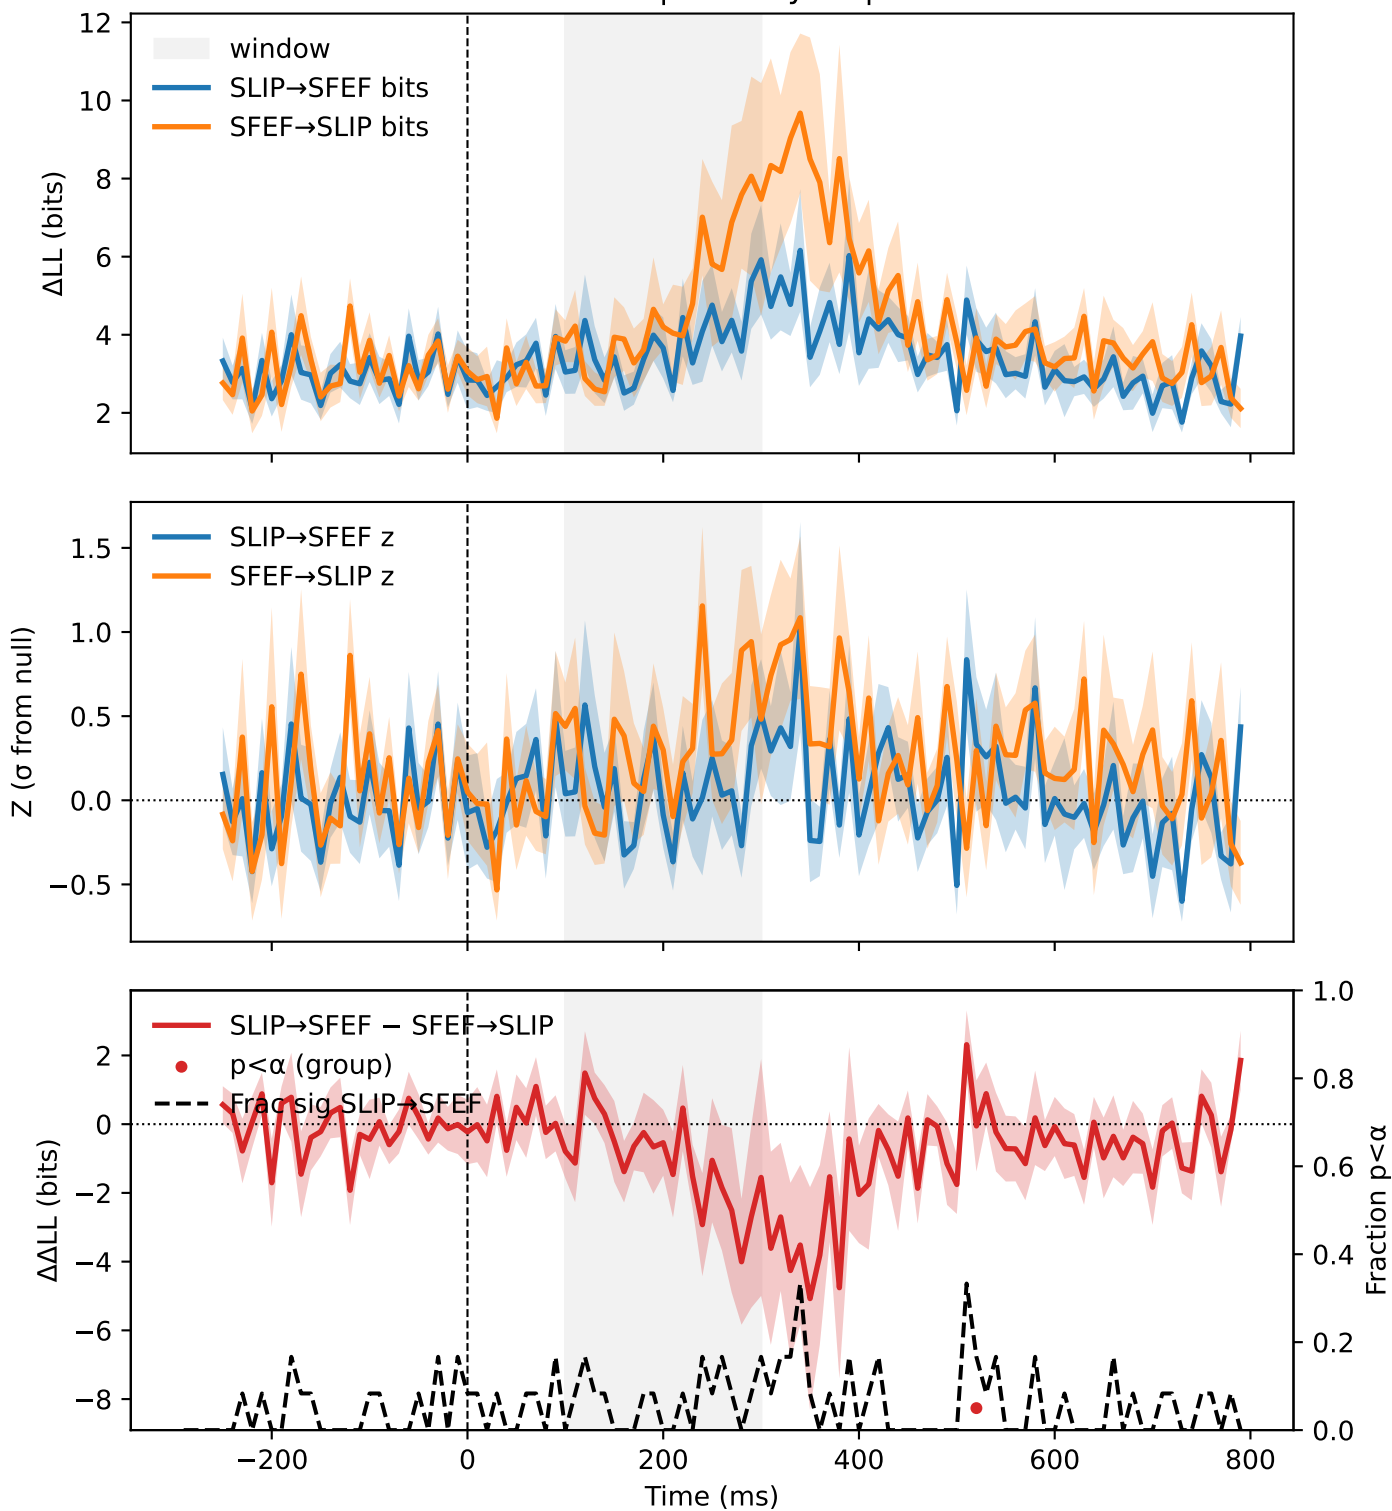 12
10
8
6
4
2
ΔLL (bits)
window
SLIP→SFEF bits
SFEF→SLIP bits
1.5
1.0
0.5
0.0
−0.5
Z (σ from null)
SLIP→SFEF z
SFEF→SLIP z
2
0
−2
−4
−6
−8
ΔΔLL (bits)
SLIP→SFEF − SFEF→SLIP
p<α (group)
Frac sig SLIP→SFEF
1.0
0.8
0.6
0.4
0.2
0.0
Fraction p<α
−200 0 200 400 600 800
Time (ms)